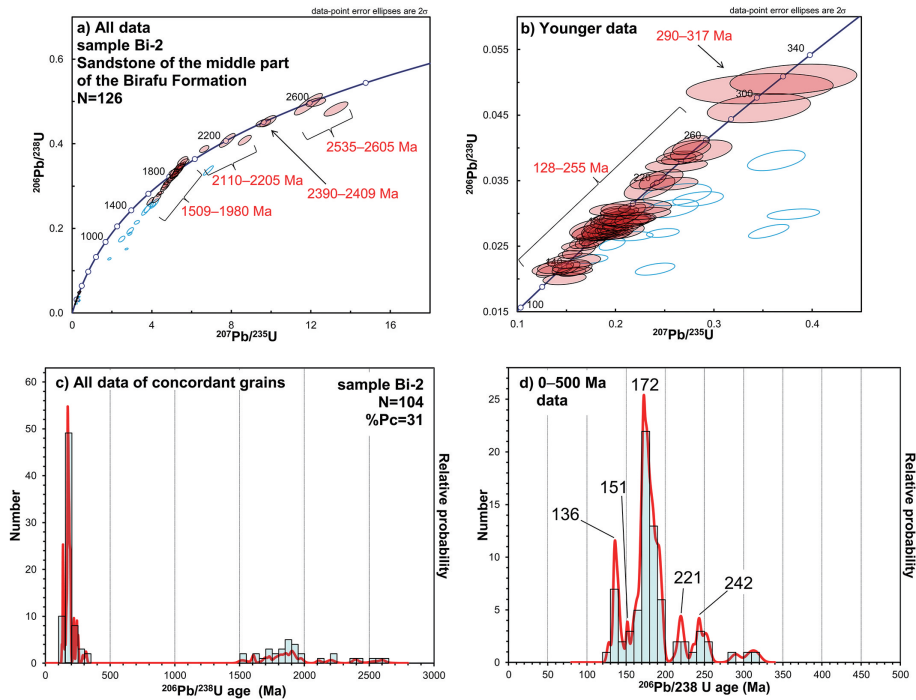 data-point error ellipses are 2σ
a) All data
sample Bi-2
Sandstone of the middle part
of the Birafu Formation
N=126
0.6
0.4
0.2
0.0
206Pb/238U
1000
1400
1800
2200
2600
2535–2605 Ma
2390–2409 Ma
2110–2205 Ma
1509–1980 Ma
0
4
8
12
16
207Pb/235U
data-point error ellipses are 2σ
b) Younger data
290–317 Ma
340
300
260
220
140
100
128–255 Ma
0.055
0.045
0.035
0.025
0.015
206Pb/238U
0.1
0.2
0.3
0.4
207Pb/235U
c) All data of concordant grains
sample Bi-2
N=104
%Pc=31
60
50
40
30
20
10
0
Number
Relative probability
0
500
1000
1500
2000
2500
3000
206Pb/238U age (Ma)
d) 0–500 Ma
data
172
136
151
221
242
25
20
15
10
5
0
Number
Relative probability
0
50
100
150
200
250
300
350
400
450
500
206Pb/238 U age (Ma)